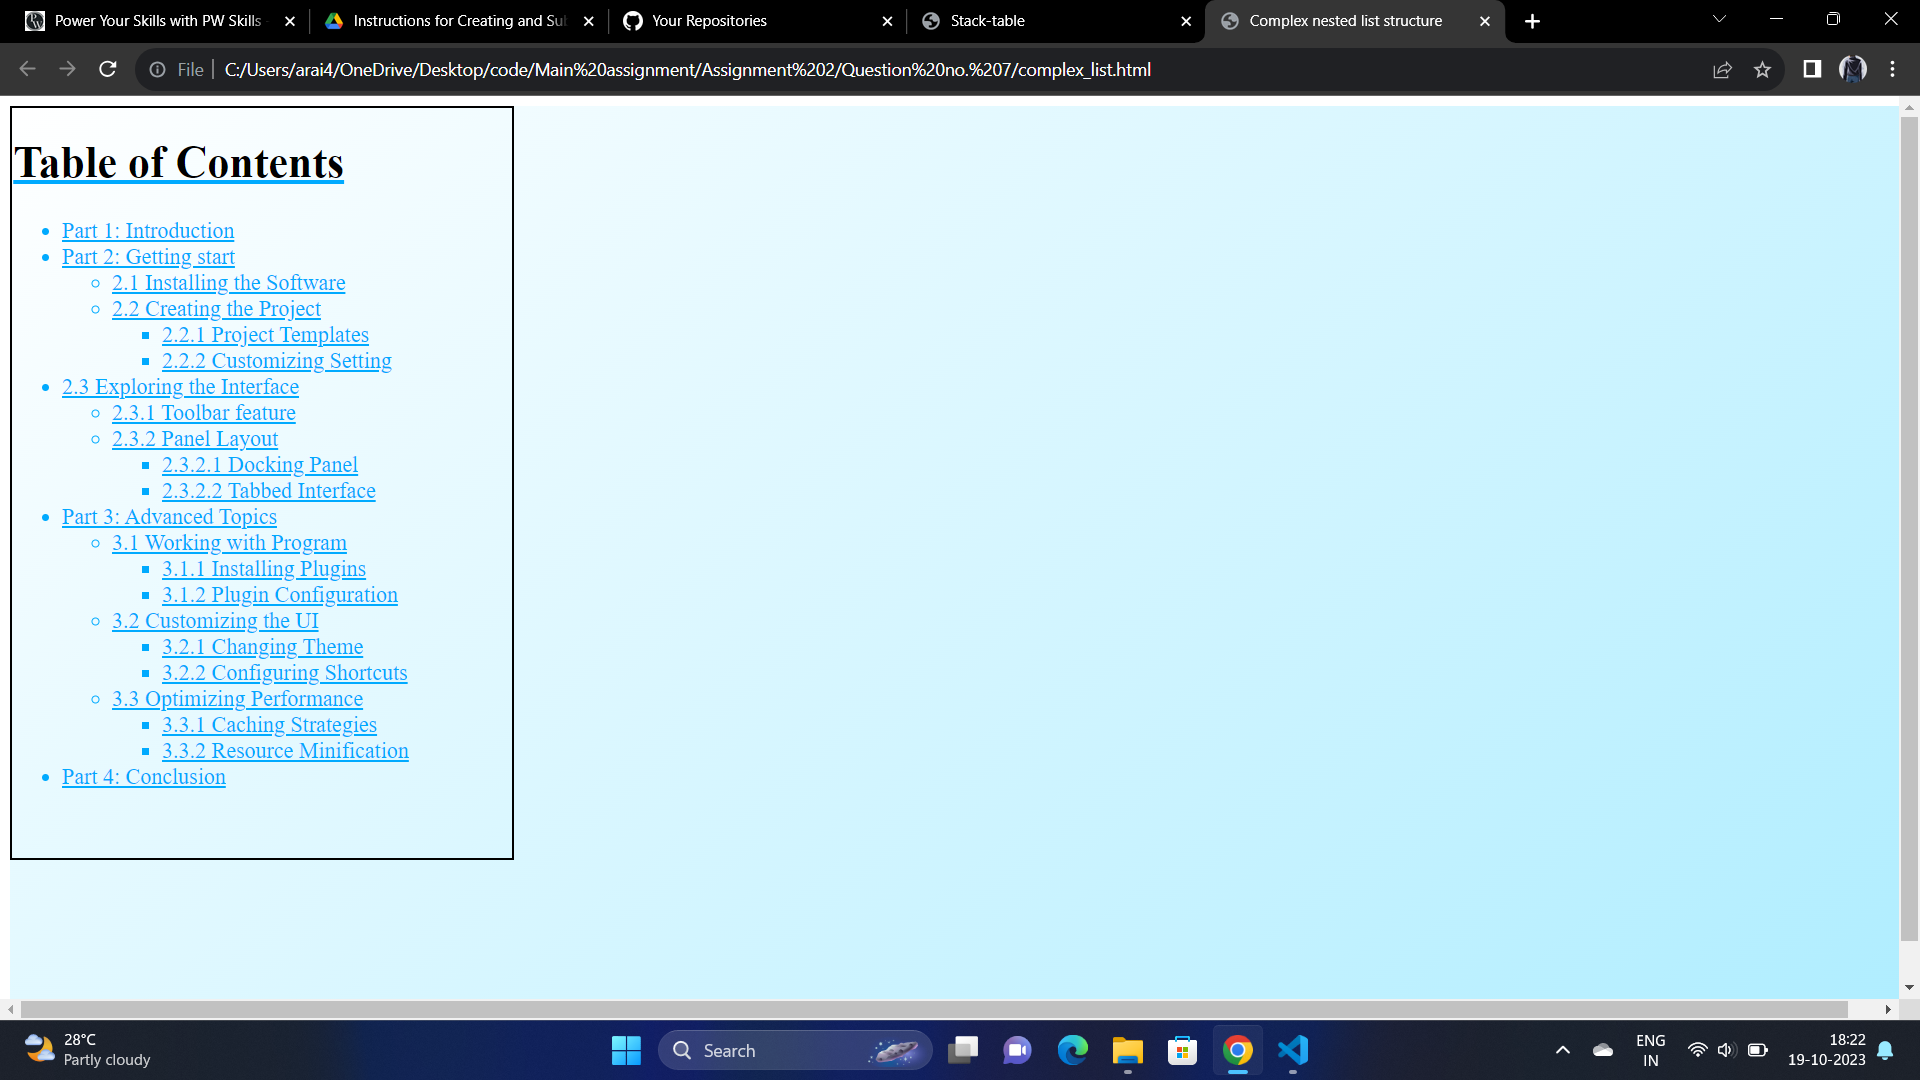 Power Your Skills with PW Skills
Instructions for Creating and Sub
Your Repositories
Stack-table
Complex nested list structure
File
C:/Users/arai4/OneDrive/Desktop/code/Main%20assignment/Assignment%202/Question%20no.%207/complex_list.html
Table of Contents
Part 1: Introduction
Part 2: Getting start
2.1 Installing the Software
2.2 Creating the Project
2.2.1 Project Templates
2.2.2 Customizing Setting
2.3 Exploring the Interface
2.3.1 Toolbar feature
2.3.2 Panel Layout
2.3.2.1 Docking Panel
2.3.2.2 Tabbed Interface
Part 3: Advanced Topics
3.1 Working with Program
3.1.1 Installing Plugins
3.1.2 Plugin Configuration
3.2 Customizing the UI
3.2.1 Changing Theme
3.2.2 Configuring Shortcuts
3.3 Optimizing Performance
3.3.1 Caching Strategies
3.3.2 Resource Minification
Part 4: Conclusion
28°C
Partly cloudy
Search
ENG
IN
18:22
19-10-2023